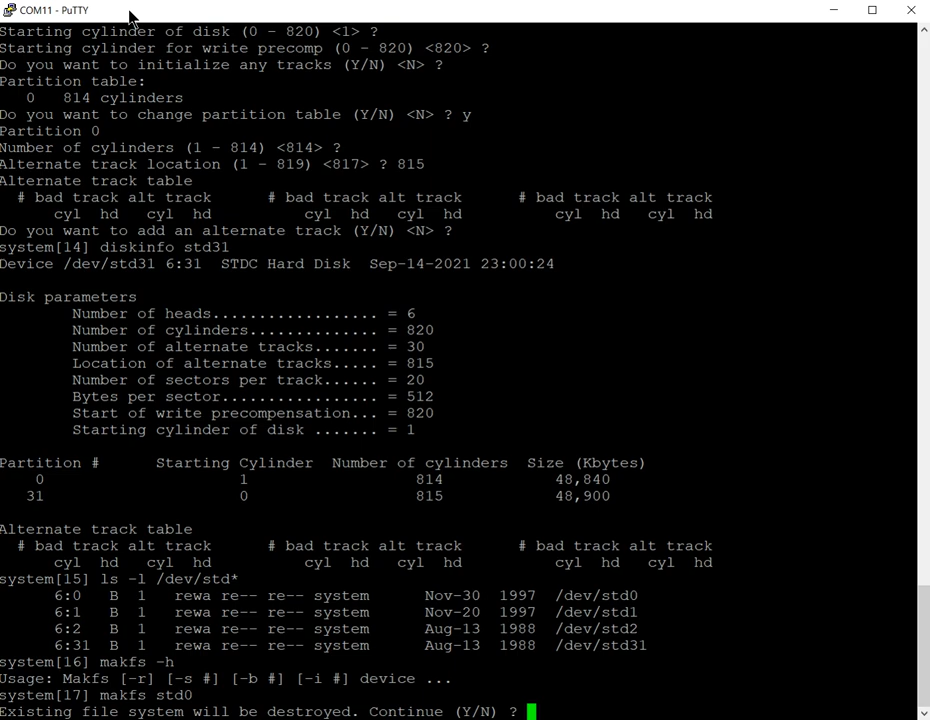 COM11 - PuTTY
Starting cylinder of disk (0 - 820) <1> ?
Starting cylinder for write precomp (0 - 820) <820> ?
Do you want to initialize any tracks (Y/N) <N> ?
Partition table:
   0   814 cylinders
Do you want to change partition table (Y/N) <N> ? y
Partition 0
Number of cylinders (1 - 814) <814> ?
Alternate track location (1 - 819) <817> ? 815
Alternate track table
  # bad track alt track      # bad track alt track      # bad track alt track
      cyl  hd   cyl  hd          cyl  hd   cyl  hd          cyl  hd   cyl  hd
Do you want to add an alternate track (Y/N) <N> ?
system[14] diskinfo std31
Device /dev/std31 6:31  STDC Hard Disk  Sep-14-2021 23:00:24
Disk parameters
        Number of heads.................. = 6
        Number of cylinders.............. = 820
        Number of alternate tracks....... = 30
        Location of alternate tracks..... = 815
        Number of sectors per track...... = 20
        Bytes per sector................. = 512
        Start of write precompensation... = 820
        Starting cylinder of disk ....... = 1
Partition #      Starting Cylinder  Number of cylinders  Size (Kbytes)
    0                      1                  814            48,840
   31                      0                  815            48,900
Alternate track table
  # bad track alt track      # bad track alt track      # bad track alt track
      cyl  hd   cyl  hd          cyl  hd   cyl  hd          cyl  hd   cyl  hd
system[15] ls -l /dev/std*
      6:0   B  1   rewa re-- re-- system      Nov-30  1997  /dev/std0
      6:1   B  1   rewa re-- re-- system      Nov-20  1997  /dev/std1
      6:2   B  1   rewa re-- re-- system      Aug-13  1988  /dev/std2
      6:31  B  1   rewa re-- re-- system      Aug-13  1988  /dev/std31
system[16] makfs -h
Usage: Makfs [-r] [-s #] [-b #] [-i #] device ...
system[17] makfs std0
Existing file system will be destroyed. Continue (Y/N) ?